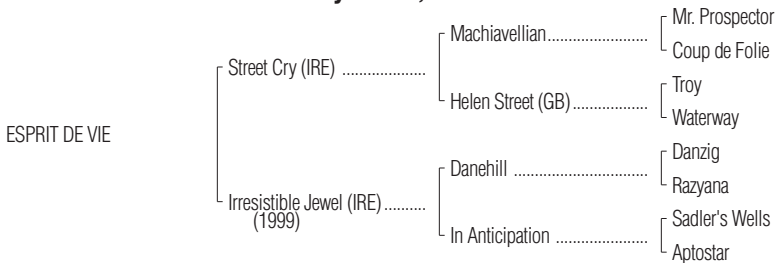 Mr. Prospector
Machiavellian
Coup de Folie
Street Cry (IRE)
Troy
Helen Street (GB)
Waterway
ESPRIT DE VIE
Danzig
Danehill
Razyana
Irresistible Jewel (IRE)
(1999)
Sadler's Wells
In Anticipation
Aptostar